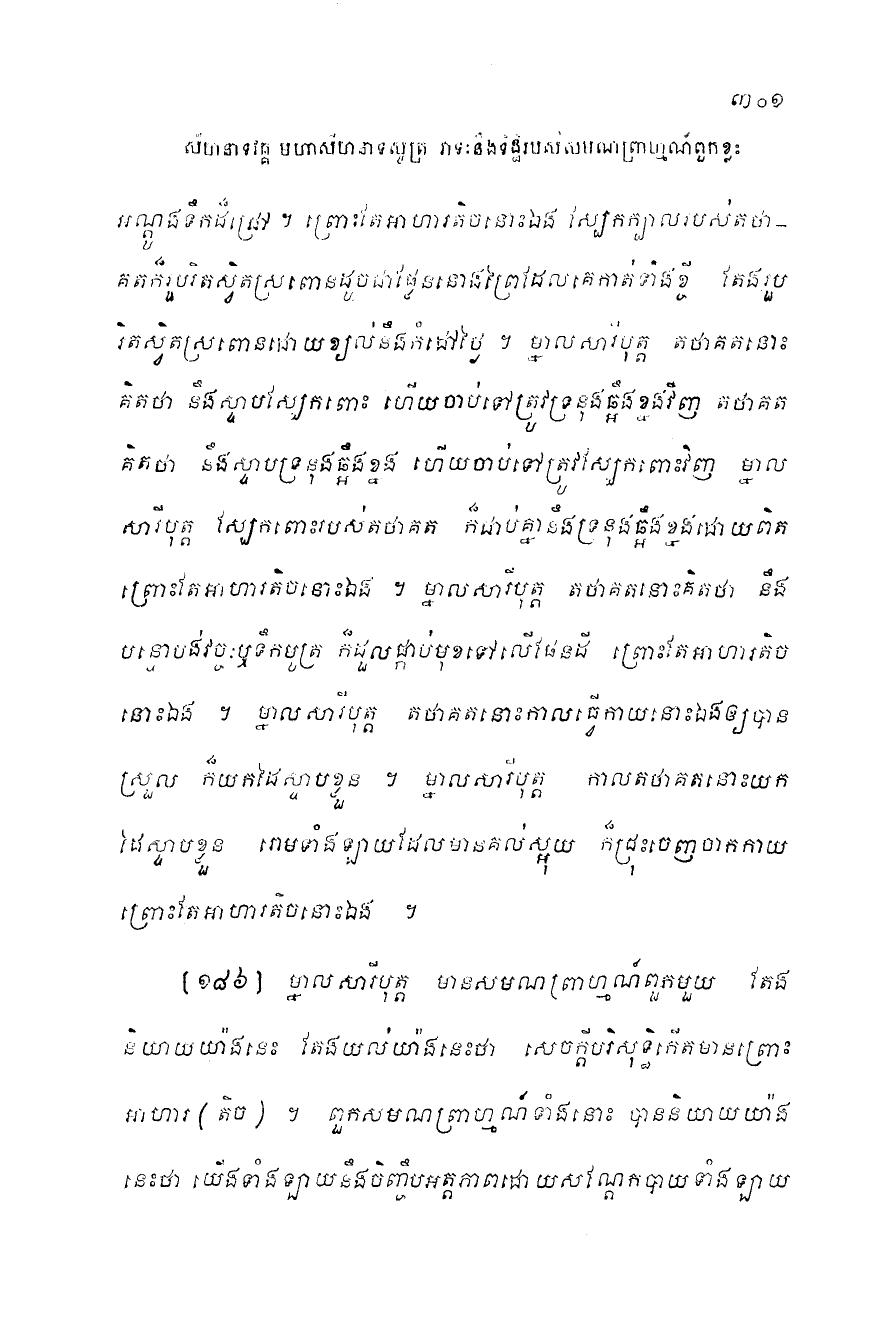 ៣០១
សីហនាទវគ្គ មហាសីហនាទសូត្រ វាទៈនិងទិដ្ឋិរបស់សមណព្រាហ្មណ៍ពួកខ្លះ
អណ្តូងទឹកដ៏ជ្រៅ ។ ព្រោះតែអាហារតិចនោះឯង ស្បែកក្បាលរបស់តថា-
គតក៏រួបរិតស្វិតស្រពោនដូចជាផ្លែននោងព្រៃដែលគេកាត់ទាំងខ្ចី តែងរួប
រិតស្វិតស្រពោនដោយខ្យល់នឹងកំដៅថ្ងៃ ។ ម្នាលសារីបុត្ត តថាគតនោះ
គិតថា នឹងស្ទាបស្បែកពោះ ហើយចាប់ទៅត្រូវទ្រនុងឆ្អឹងខ្នងវិញ តថាគត
គិតថា នឹងស្ទាបទ្រនុងឆ្អឹងខ្នង ហើយចាប់ទៅត្រូវស្បែកពោះវិញ ម្នាល
សារីបុត្ត ស្បែកពោះរបស់តថាគត ក៏ជាប់គ្នានឹងទ្រនុងឆ្អឹងខ្នងដោយពិត
ព្រោះតែអាហារតិចនោះឯង ។ ម្នាលសារីបុត្ត តថាគតនោះគិតថា នឹង
បន្ទោបង់វច្ចៈឬទឹកមូត្រ ក៏ដួលផ្កាប់មុខទៅលើផែនដី ព្រោះតែអាហារតិច
នោះឯង ។ ម្នាលសារីបុត្ត តថាគតនោះកាលធ្វើកាយនោះឯងឲ្យបាន
ស្រួល ក៏យកដៃស្ទាបខ្លួន ។ ម្នាលសារីបុត្ត កាលតថាគតនោះយក
ដៃស្ទាបខ្លួន រោមទាំងឡាយដែលមានគល់ស្អុយ ក៏ជ្រុះចេញចាកកាយ
ព្រោះតែអាហារតិចនោះឯង ។
[១៨៦] ម្នាលសារីបុត្ត មានសមណព្រាហ្មណ៍ពួកមួយ តែង
និយាយយ៉ាងនេះ តែងយល់យ៉ាងនេះថា សេចក្តីបរិសុទ្ធិកើតមានព្រោះ
អាហារ ( តិច ) ។ ពួកសមណព្រាហ្មណ៍ទាំងនោះ បាននិយាយយ៉ាង
នេះថា យើងទាំងឡាយនឹងចិញ្ចឹមអត្តភាពដោយសណ្តែកបាយទាំងឡាយ